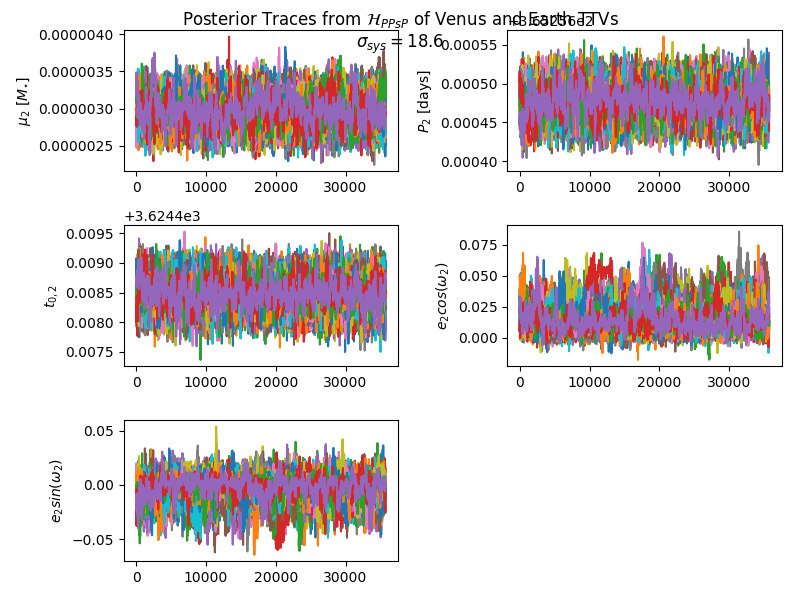 Posterior Traces from $\mathcal{H}_{PPsP}$ of Venus and Earth TTVs
$\sigma_{sys} = 18.6$
0.0000040
0.0000035
0.0000030
0.0000025
$\mu_2$ [$M_*$]
0 10000 20000 30000
0.00055
0.00050
0.00045
0.00040
$P_2$ [days]
0 10000 20000 30000
+3.6244e3
0.0095
0.0090
0.0085
0.0080
0.0075
$t_{0,2}$
0 10000 20000 30000
0.075
0.050
0.025
0.000
$e_2cos(\omega_2)$
0 10000 20000 30000
0.05
0.00
−0.05
$e_2sin(\omega_2)$
0 10000 20000 30000